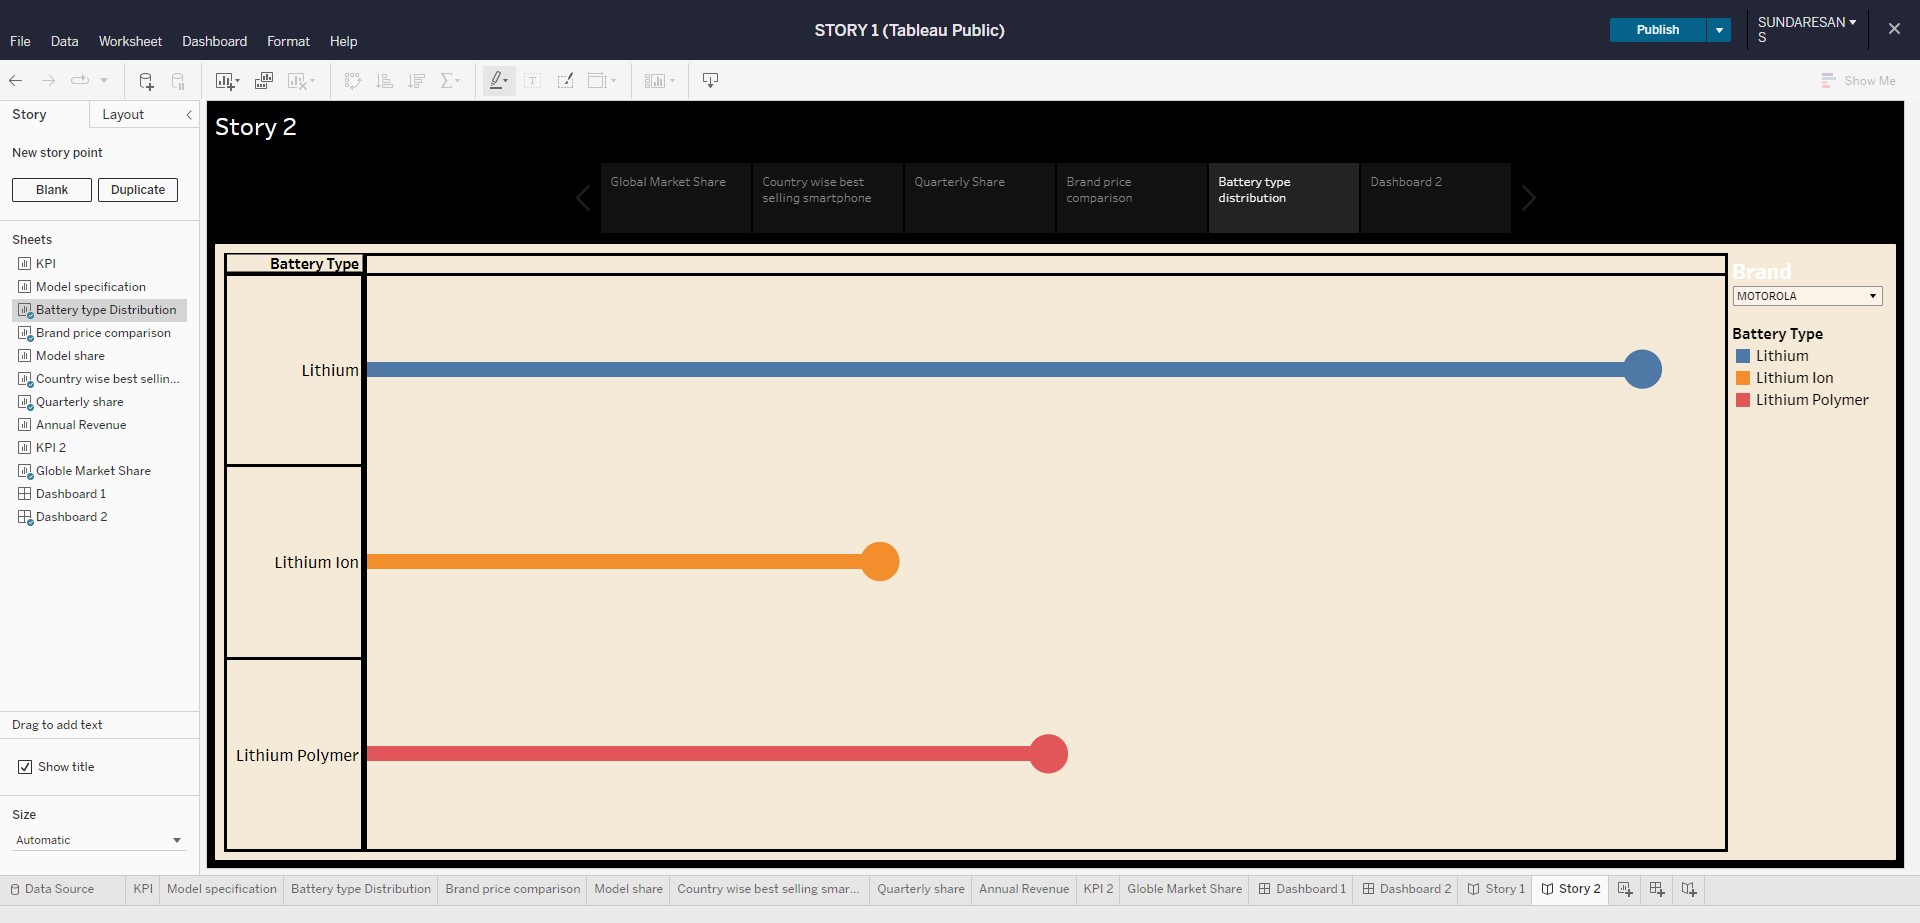 STORY 1 (Tableau Public)
Publish
SUNDARESAN
S
File Data Worksheet Dashboard Format Help
Show Me
Story Layout
New story point
Blank Duplicate
Sheets
KPI
Model specification
Battery type Distribution
Brand price comparison
Model share
Country wise best sellin...
Quarterly share
Annual Revenue
KPI 2
Globle Market Share
Dashboard 1
Dashboard 2
Drag to add text
Show title
Size
Automatic
Story 2
Global Market Share
Country wise best
selling smartphone
Quarterly Share
Brand price
comparison
Battery type
distribution
Dashboard 2
Battery Type
Lithium
Lithium Ion
Lithium Polymer
Brand
MOTOROLA
Battery Type
Lithium
Lithium Ion
Lithium Polymer
Data Source KPI Model specification Battery type Distribution Brand price comparison Model share Country wise best selling smar... Quarterly share Annual Revenue KPI 2 Globle Market Share Dashboard 1 Dashboard 2 Story 1 Story 2